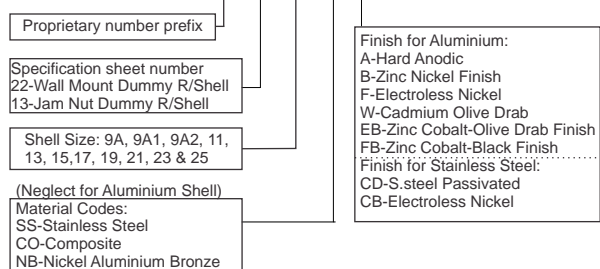 Proprietary number prefix
Specification sheet number
22-Wall Mount Dummy R/Shell
13-Jam Nut Dummy R/Shell
Shell Size: 9A, 9A1, 9A2, 11,
13, 15,17, 19, 21, 23 & 25
(Neglect for Aluminium Shell)
Material Codes:
SS-Stainless Steel
CO-Composite
NB-Nickel Aluminium Bronze
Finish for Aluminium:
A-Hard Anodic
B-Zinc Nickel Finish
F-Electroless Nickel
W-Cadmium Olive Drab
EB-Zinc Cobalt-Olive Drab Finish
FB-Zinc Cobalt-Black Finish
Finish for Stainless Steel:
CD-S.steel Passivated
CB-Electroless Nickel